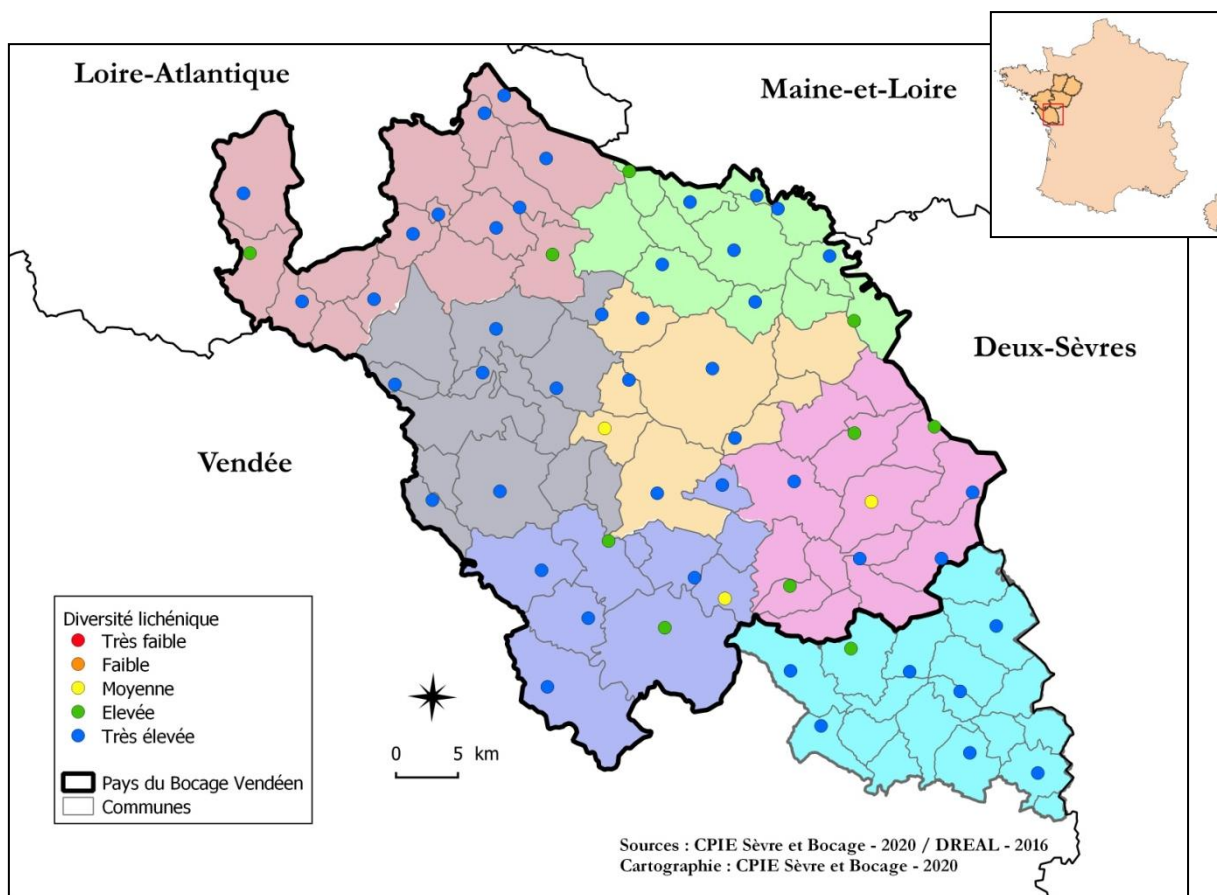 Loire-Atlantique
Maine-et-Loire
Deux-Sèvres
Vendée
Diversité lichénique
Très faible
Faible
Moyenne
Elevée
Très élevée
Pays du Bocage Vendéen
Communes
0 5 km
Sources : CPIE Sèvre et Bocage - 2020 / DREAL - 2016
Cartographie : CPIE Sèvre et Bocage - 2020